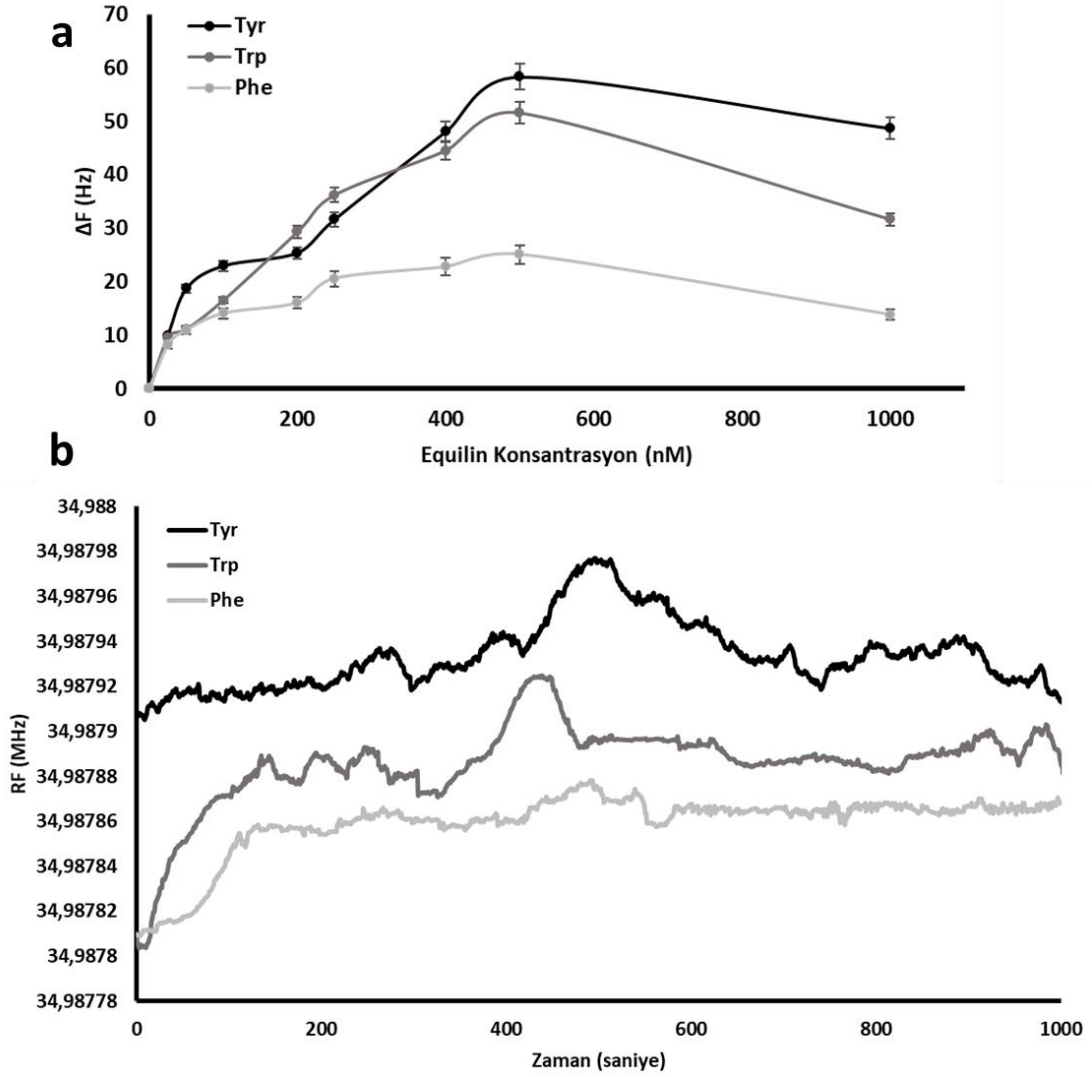 a
Tyr
Trp
Phe
70
60
50
40
30
20
10
0
ΔF (Hz)
0 200 400 600 800 1000
Equilin Konsantrasyon (nM)
b
Tyr
Trp
Phe
34,988
34,98798
34,98796
34,98794
34,98792
34,9879
34,98788
34,98786
34,98784
34,98782
34,9878
34,98778
RF (MHz)
0 200 400 600 800 1000
Zaman (saniye)